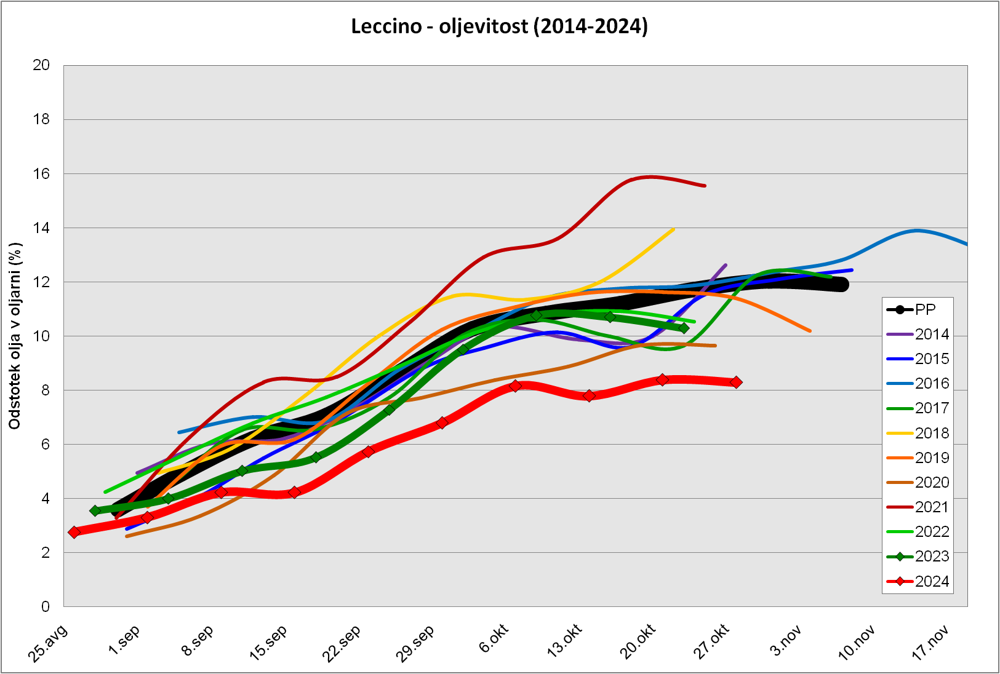 Leccino - oljevitost (2014-2024)
Odstotek olja v oljarni (%)
20
18
16
14
12
10
8
6
4
2
0
25.avg
1.sep
8.sep
15.sep
22.sep
29.sep
6.okt
13.okt
20.okt
27.okt
3.nov
10.nov
17.nov
PP
2014
2015
2016
2017
2018
2019
2020
2021
2022
2023
2024